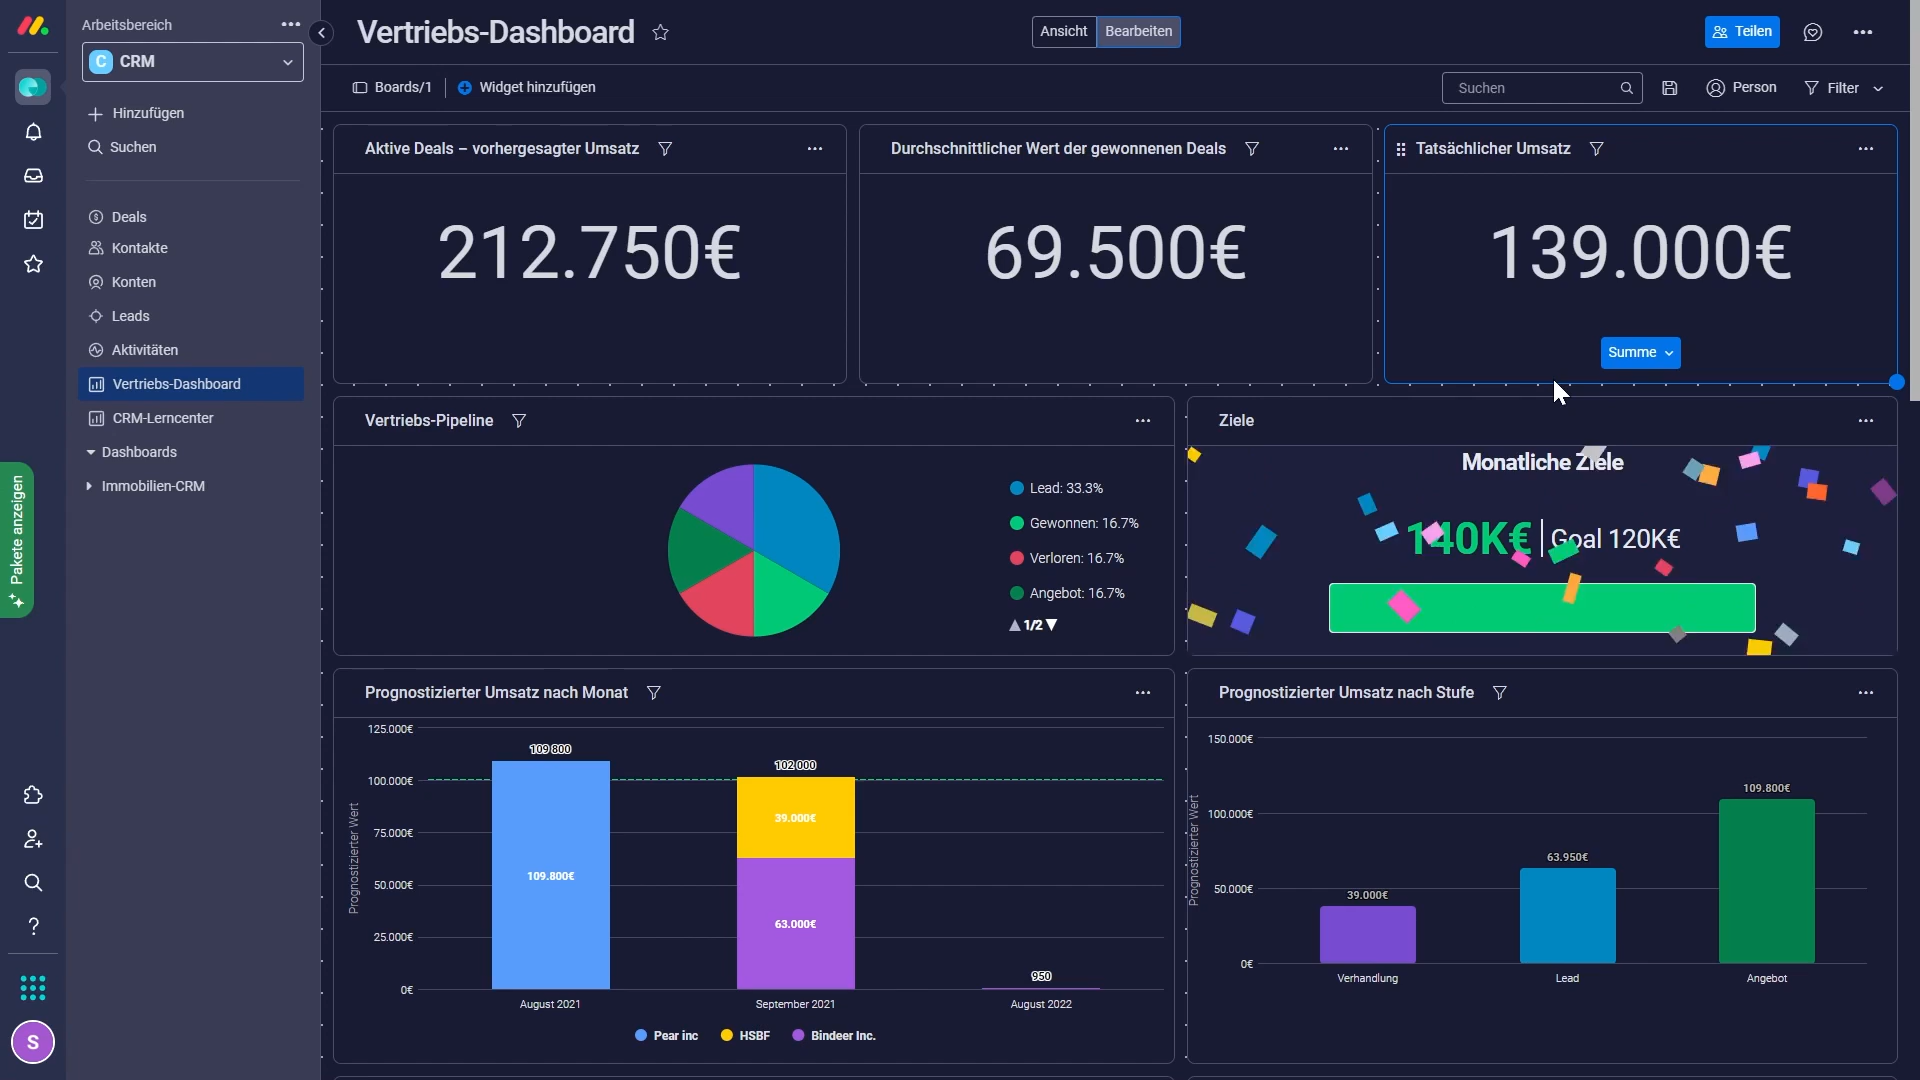 Arbeitsbereich
C CRM
Hinzufügen
Suchen
Deals
Kontakte
Konten
Leads
Aktivitäten
Vertriebs-Dashboard
CRM-Lerncenter
Dashboards
Immobilien-CRM
Pakete anzeigen
S
Vertriebs-Dashboard
Ansicht Bearbeiten
Teilen
Boards/1
Widget hinzufügen
Suchen
Person
Filter
Aktive Deals – vorhergesagter Umsatz
212.750€
Durchschnittlicher Wert der gewonnenen Deals
69.500€
Tatsächlicher Umsatz
139.000€
Summe
Vertriebs-Pipeline
Lead: 33.3%
Gewonnen: 16.7%
Verloren: 16.7%
Angebot: 16.7%
1/2
Ziele
Monatliche Ziele
140K€ Goal 120K€
Prognostizierter Umsatz nach Monat
Prognostizierter Wert
125.000€
100.000€
75.000€
50.000€
25.000€
0€
109 800
109.800€
102 000
39.000€
63.000€
950
August 2021
September 2021
August 2022
Pear inc
HSBF
Bindeer Inc.
Prognostizierter Umsatz nach Stufe
Prognostizierter Wert
150.000€
100.000€
50.000€
0€
39.000€
63.950€
109.800€
Verhandlung
Lead
Angebot